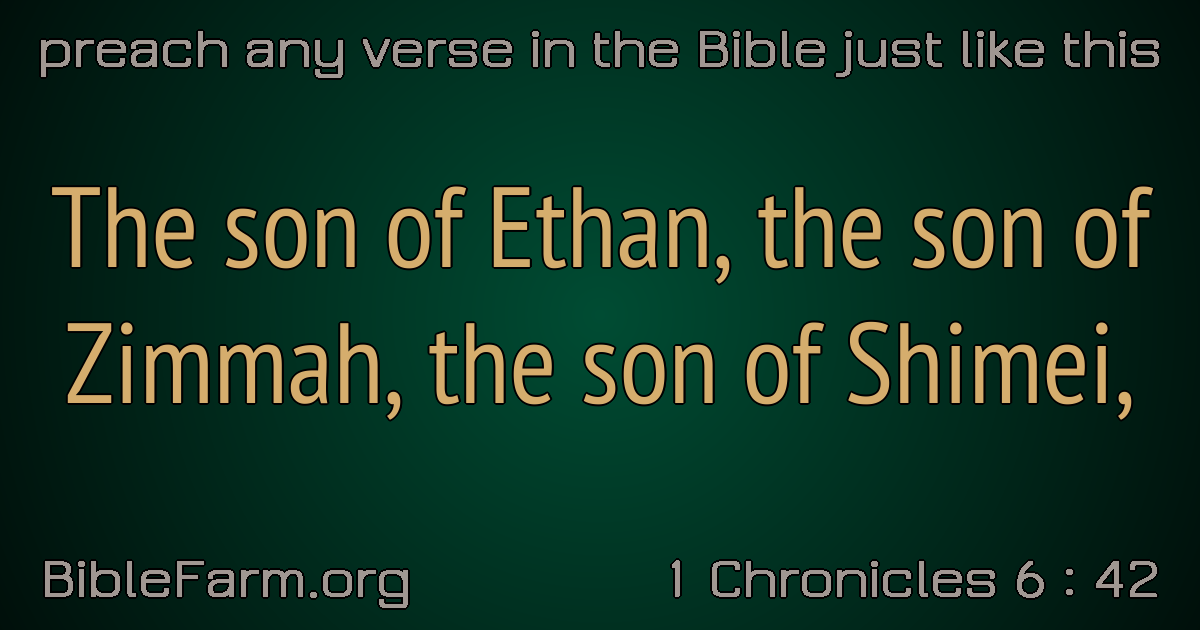 preach any verse in the Bible just like this
The son of Ethan, the son of
Zimmah, the son of Shimei,
BibleFarm.org
1 Chronicles 6 : 42